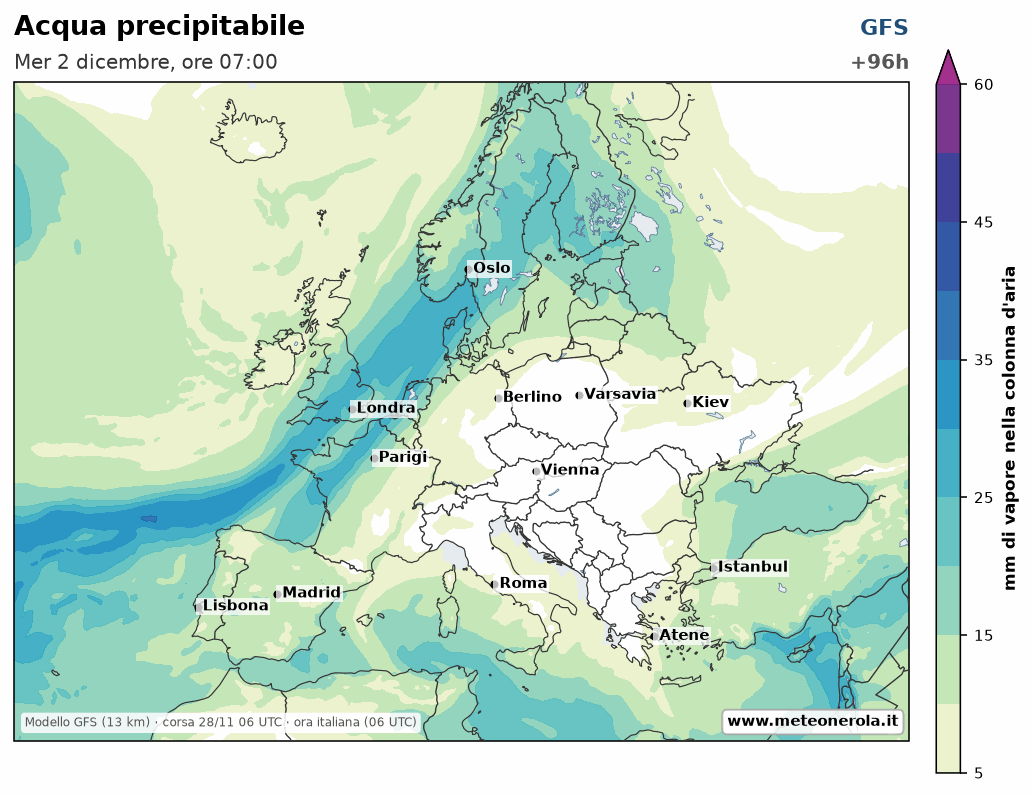 Acqua precipitabile
GFS
Mer 2 dicembre, ore 07:00
+96h
60
45
35
25
15
5
mm di vapore nella colonna d'aria
Oslo
Londra
Berlino
Varsavia
Kiev
Parigi
Vienna
Istanbul
Roma
Madrid
Lisbona
Atene
Modello GFS (13 km) · corsa 28/11 06 UTC · ora italiana (06 UTC)
www.meteonerola.it